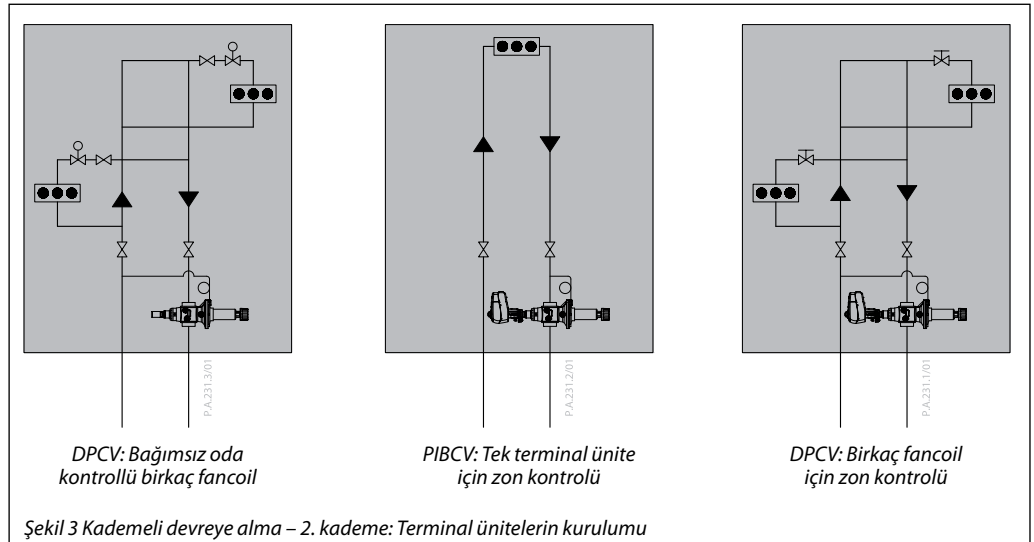 P.A.231.3/01
P.A.231.2/01
P.A.231.1/01
DPCV: Bağımsız oda
kontrollü birkaç fancoil
PIBCV: Tek terminal ünite
için zon kontrolü
DPCV: Birkaç fancoil
için zon kontrolü
Şekil 3 Kademeli devreye alma – 2. kademe: Terminal ünitelerin kurulumu